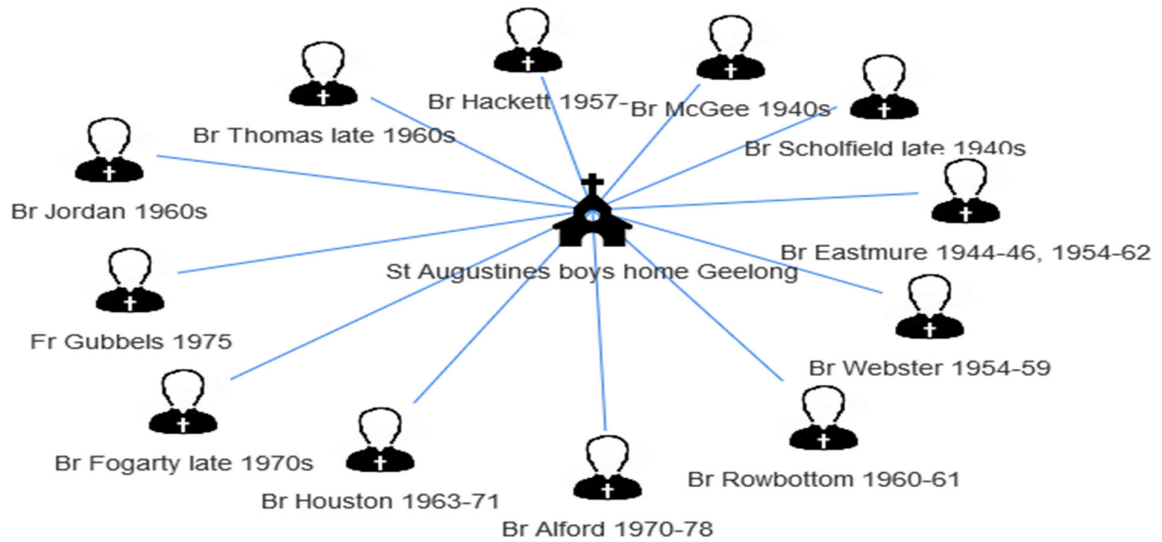 Br Hackett 1957-
Br McGee 1940s
Br Thomas late 1960s
Br Scholfield late 1940s
Br Jordan 1960s
Br Eastmure 1944-46, 1954-62
St Augustines boys home Geelong
Fr Gubbels 1975
Br Webster 1954-59
Br Fogarty late 1970s
Br Rowbottom 1960-61
Br Houston 1963-71
Br Alford 1970-78